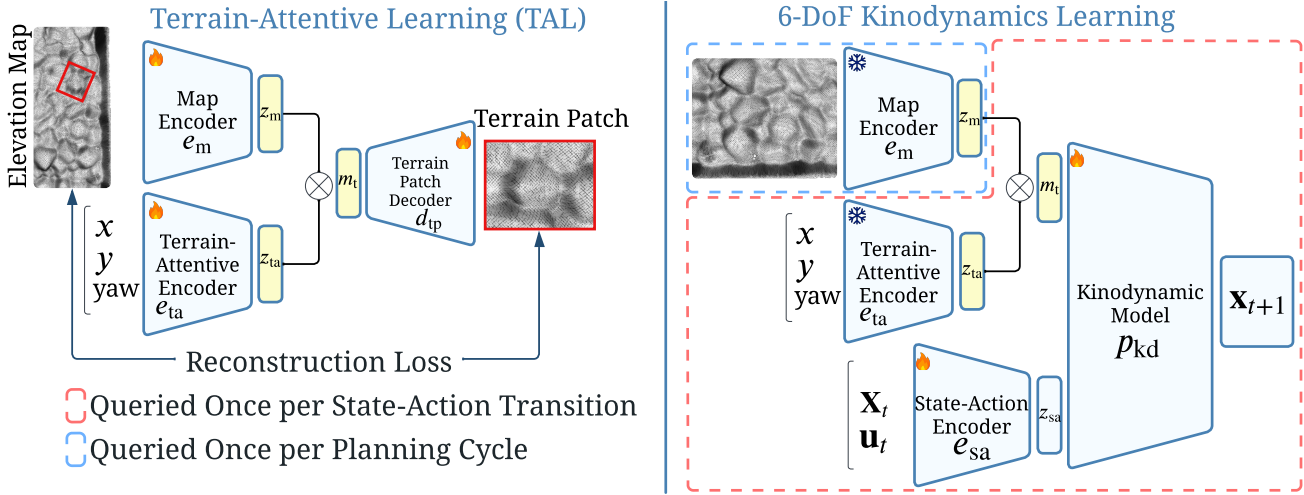 Terrain-Attentive Learning (TAL)
Elevation Map
Map
Encoder
e_m
z_m
x
y
yaw
Terrain-
Attentive
Encoder
e_ta
z_ta
m_t
Terrain
Patch
Decoder
d_tp
Terrain Patch
Reconstruction Loss
Queried Once per State-Action Transition
Queried Once per Planning Cycle
6-DoF Kinodynamics Learning
Map
Encoder
e_m
z_m
x
y
yaw
Terrain-
Attentive
Encoder
e_ta
z_ta
m_t
x_t
u_t
State-Action
Encoder
e_sa
z_sa
Kinodynamic
Model
p_kd
x_{t+1}